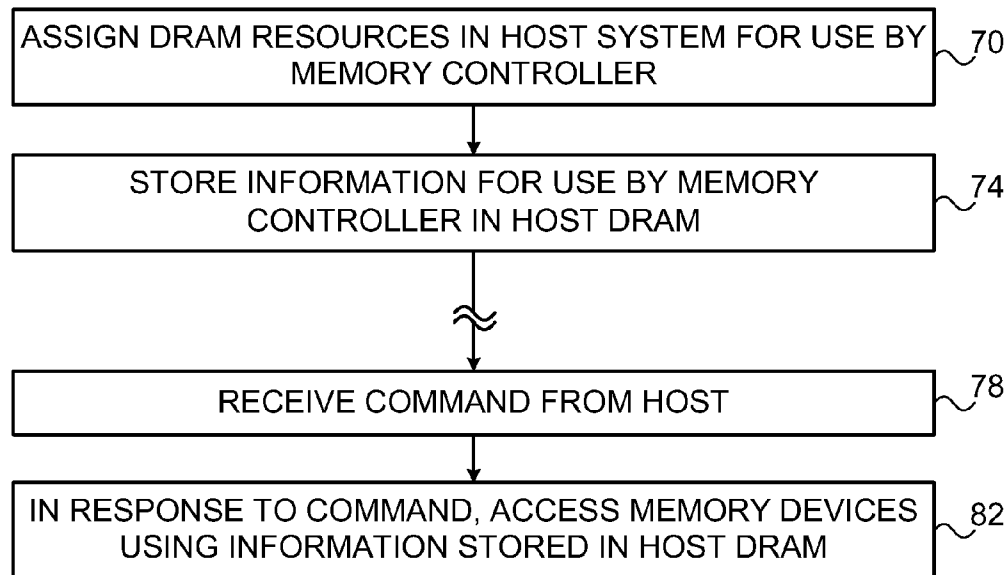 ASSIGN DRAM RESOURCES IN HOST SYSTEM FOR USE BY
MEMORY CONTROLLER
70
STORE INFORMATION FOR USE BY MEMORY
CONTROLLER IN HOST DRAM
74
RECEIVE COMMAND FROM HOST
78
IN RESPONSE TO COMMAND, ACCESS MEMORY DEVICES
USING INFORMATION STORED IN HOST DRAM
82